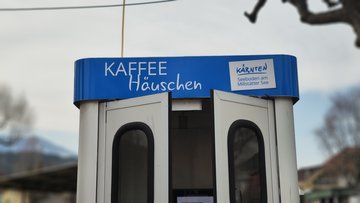 KAFFEE
Häuschen
KÄRNTEN
Seeboden am
Millstätter See